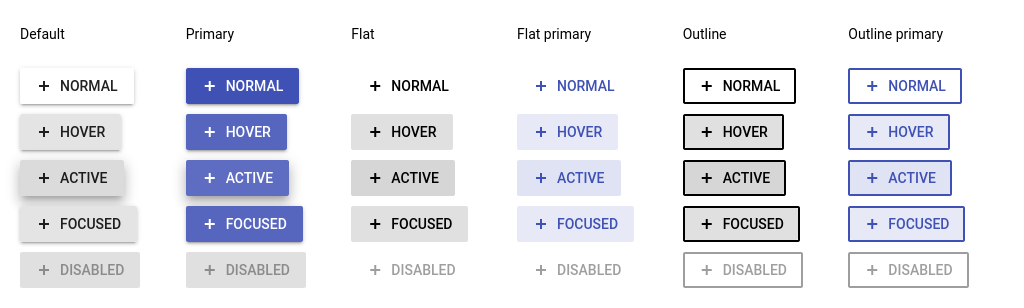 Default Primary Flat Flat primary Outline Outline primary
+ NORMAL + NORMAL + NORMAL + NORMAL + NORMAL + NORMAL
+ HOVER + HOVER + HOVER + HOVER + HOVER + HOVER
+ ACTIVE + ACTIVE + ACTIVE + ACTIVE + ACTIVE + ACTIVE
+ FOCUSED + FOCUSED + FOCUSED + FOCUSED + FOCUSED + FOCUSED
+ DISABLED + DISABLED + DISABLED + DISABLED + DISABLED + DISABLED